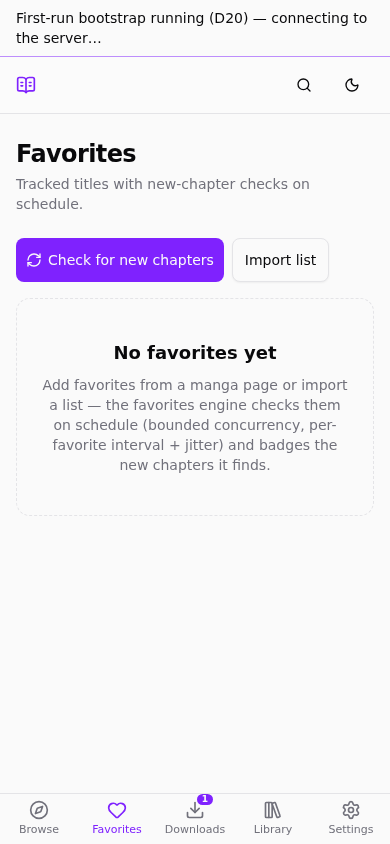 First-run bootstrap running (D20) — connecting to
the server…
Favorites
Tracked titles with new-chapter checks on
schedule.
Check for new chapters
Import list
No favorites yet
Add favorites from a manga page or import
a list — the favorites engine checks them
on schedule (bounded concurrency, per-
favorite interval + jitter) and badges the
new chapters it finds.
1
Browse
Favorites
Downloads
Library
Settings